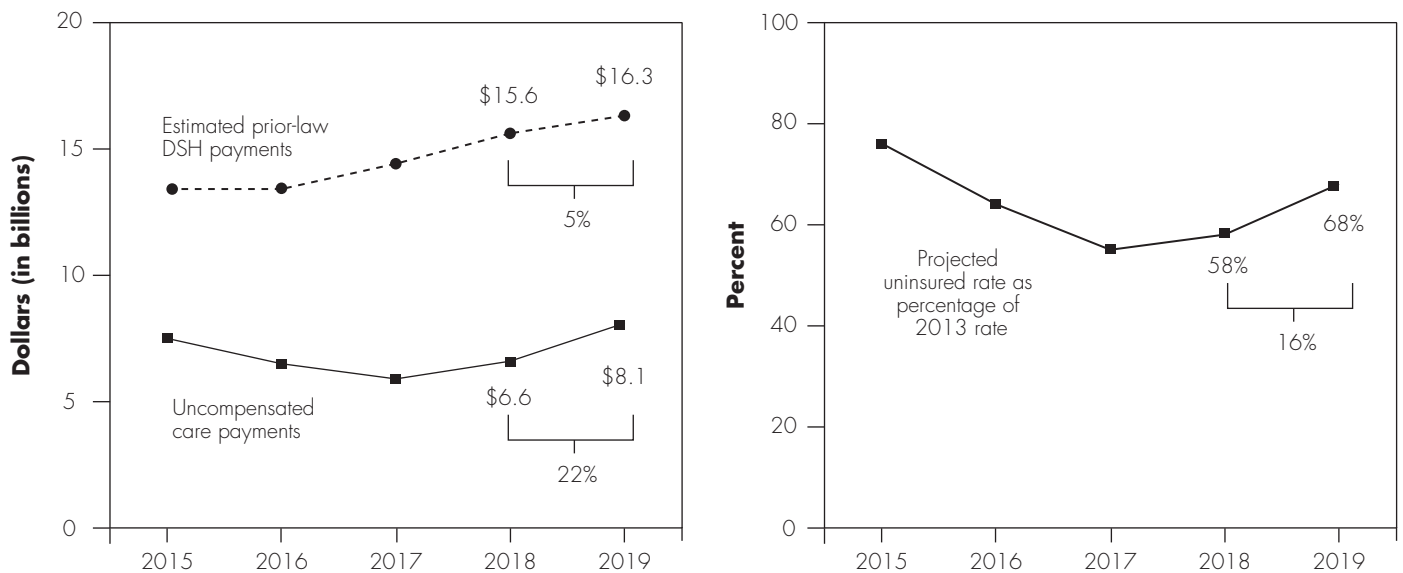 Dollars (in billions)
20
15
10
5
0
Estimated prior-law
DSH payments
$15.6
$16.3
5%
Uncompensated
care payments
$6.6
$8.1
22%
2015 2016 2017 2018 2019
Percent
100
80
60
40
20
0
Projected
uninsured rate as
percentage of
2013 rate
58%
68%
16%
2015 2016 2017 2018 2019